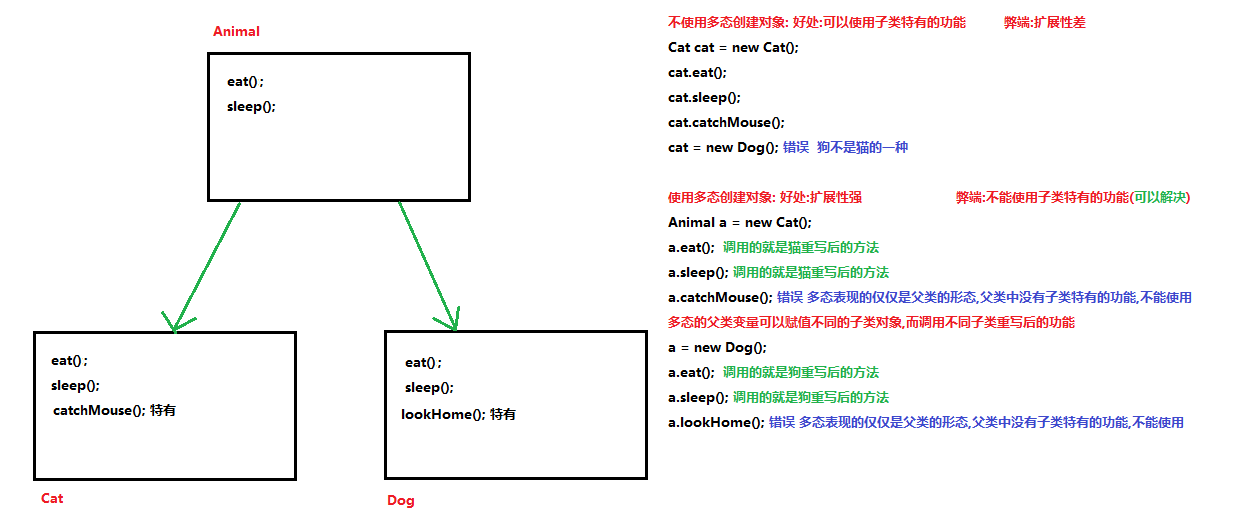 Animal
eat();
sleep();
eat();
sleep();
catchMouse(); 特有
Cat
eat();
sleep();
lookHome(); 特有
Dog
不使用多态创建对象: 好处:可以使用子类特有的功能 弊端:扩展性差
Cat cat = new Cat();
cat.eat();
cat.sleep();
cat.catchMouse();
cat = new Dog(); 错误 狗不是猫的一种
使用多态创建对象: 好处:扩展性强 弊端:不能使用子类特有的功能(可以解决)
Animal a = new Cat();
a.eat(); 调用的就是猫重写后的方法
a.sleep(); 调用的就是猫重写后的方法
a.catchMouse(); 错误 多态表现的仅仅是父类的形态,父类中没有子类特有的功能,不能使用
多态的父类变量可以赋值不同的子类对象,而调用不同子类重写后的功能
a = new Dog();
a.eat(); 调用的就是狗重写后的方法
a.sleep(); 调用的就是狗重写后的方法
a.lookHome(); 错误 多态表现的仅仅是父类的形态,父类中没有子类特有的功能,不能使用